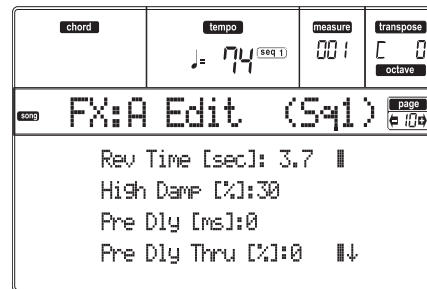 chord tempo measure transpose
♩= 74 seq 1 001 C 0
octave
song FX:A Edit (Sq1) page
10
Rev Time [sec]: 3.7
High Damp [%]:30
Pre Dly [ms]:0
Pre Dly Thru [%]:0 ↓